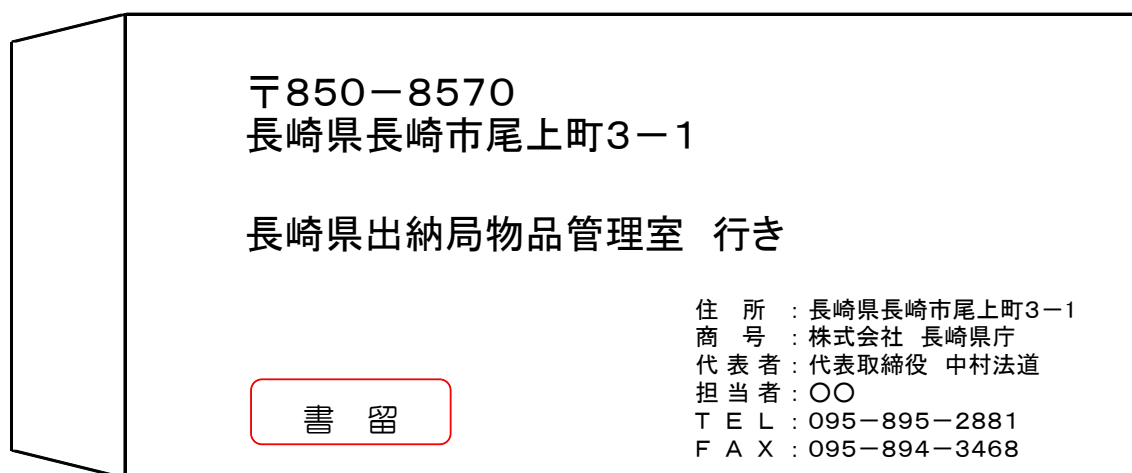 〒850－8570
長崎県長崎市尾上町3－1
長崎県出納局物品管理室　行き
住　所　：長崎県長崎市尾上町3－1
商　号　：株式会社　長崎県庁
代表者：代表取締役　中村法道
担当者：〇〇
ＴＥＬ：095－895－2881
ＦＡＸ：095－894－3468
書　留